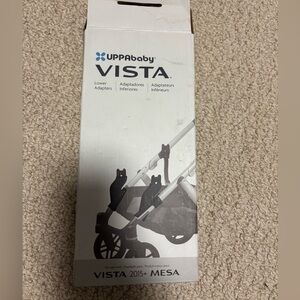 UPPAbaby
VISTA
Lower Adapters
Adaptadores Inferiores
Adaptateurs Inférieurs
VISTA 2015+ MESA